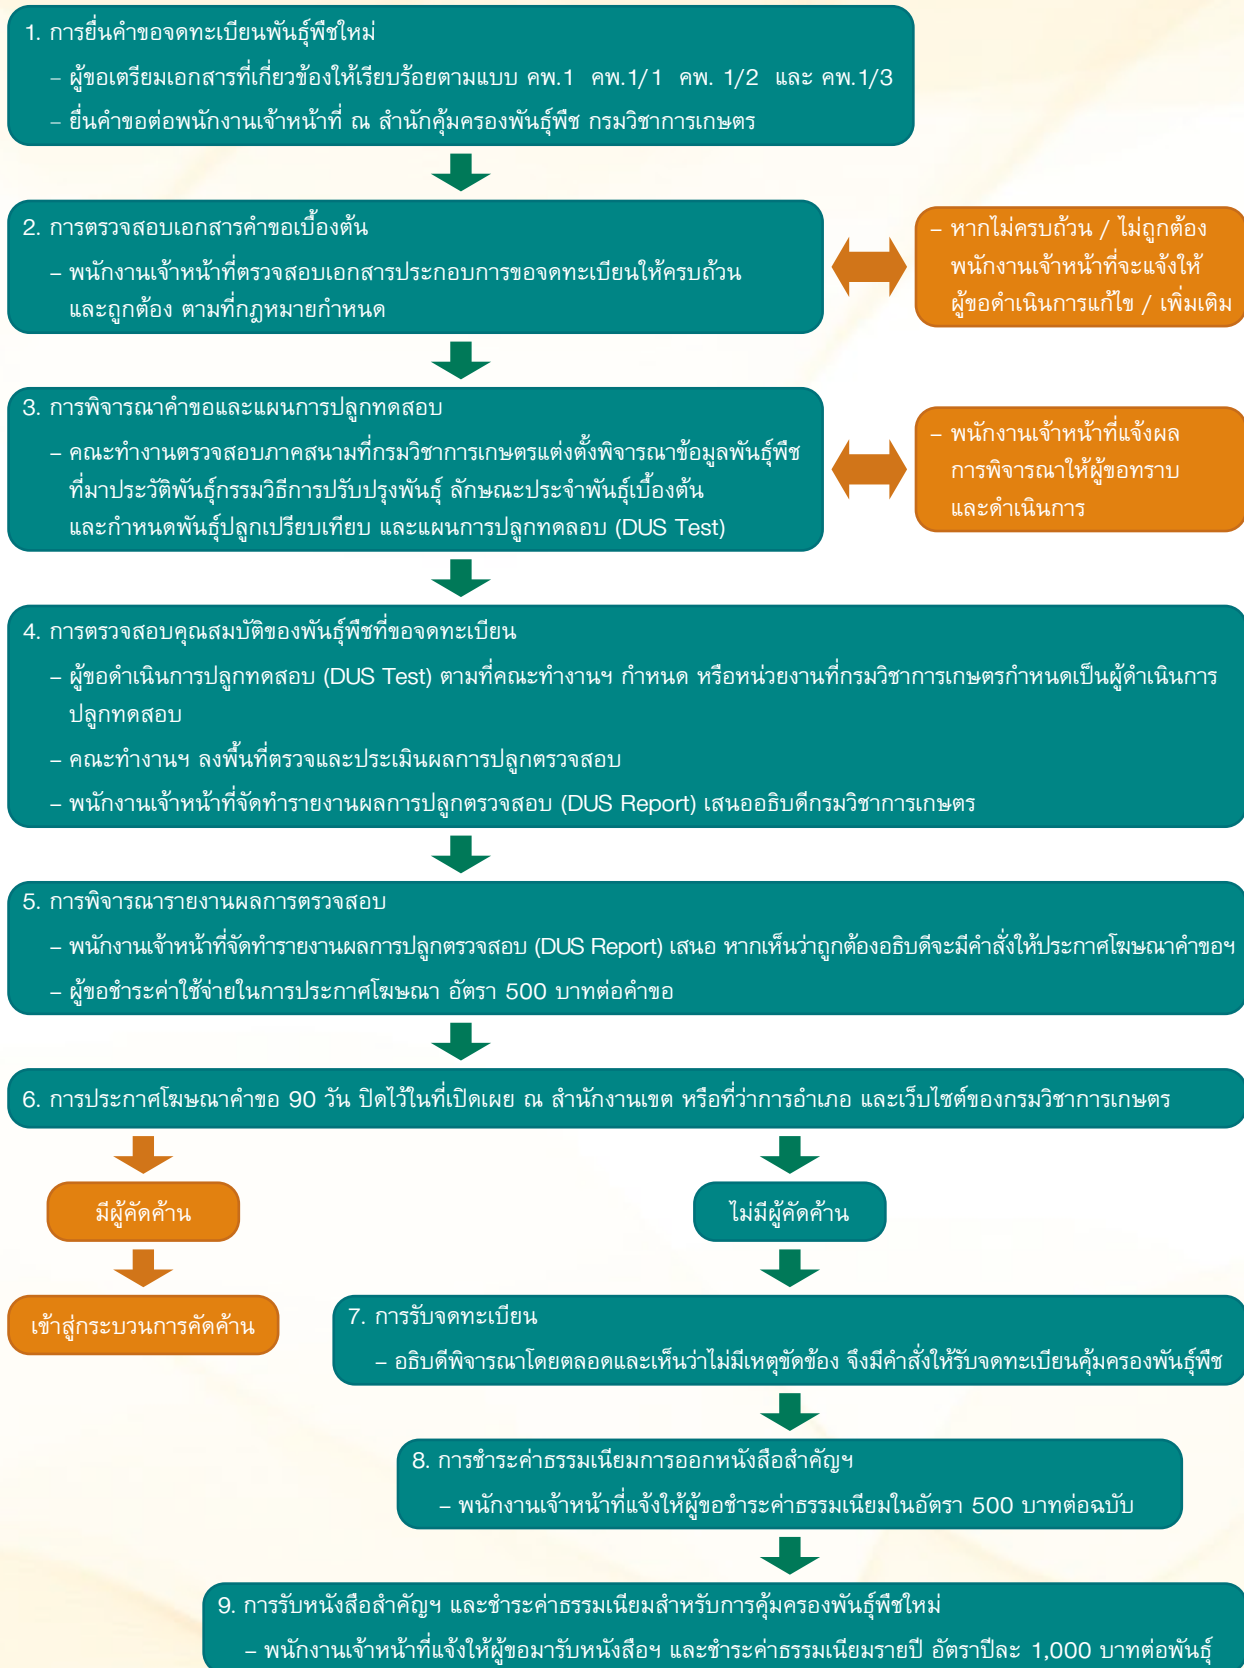 1. การยื่นคำขอจดทะเบียนพันธุ์พืชใหม่
– ผู้ขอเตรียมเอกสารที่เกี่ยวข้องให้เรียบร้อยตามแบบ คพ.1 คพ.1/1 คพ. 1/2 และ คพ.1/3
– ยื่นคำขอต่อพนักงานเจ้าหน้าที่ ณ สำนักคุ้มครองพันธุ์พืช กรมวิชาการเกษตร
2. การตรวจสอบเอกสารคำขอเบื้องต้น
– พนักงานเจ้าหน้าที่ตรวจสอบเอกสารประกอบการขอจดทะเบียนให้ครบถ้วน
และถูกต้อง ตามที่กฎหมายกำหนด
– หากไม่ครบถ้วน / ไม่ถูกต้อง
พนักงานเจ้าหน้าที่จะแจ้งให้
ผู้ขอดำเนินการแก้ไข / เพิ่มเติม
3. การพิจารณาคำขอและแผนการปลูกทดสอบ
– คณะทำงานตรวจสอบภาคสนามที่กรมวิชาการเกษตรแต่งตั้งพิจารณาข้อมูลพันธุ์พืช
ที่มาประวัติพันธุ์กรรมวิธีการปรับปรุงพันธุ์ ลักษณะประจำพันธุ์เบื้องต้น
และกำหนดพันธุ์ปลูกเปรียบเทียบ และแผนการปลูกทดลอบ (DUS Test)
– พนักงานเจ้าหน้าที่แจ้งผล
การพิจารณาให้ผู้ขอทราบ
และดำเนินการ
4. การตรวจสอบคุณสมบัติของพันธุ์พืชที่ขอจดทะเบียน
– ผู้ขอดำเนินการปลูกทดสอบ (DUS Test) ตามที่คณะทำงานฯ กำหนด หรือหน่วยงานที่กรมวิชาการเกษตรกำหนดเป็นผู้ดำเนินการ
ปลูกทดสอบ
– คณะทำงานฯ ลงพื้นที่ตรวจและประเมินผลการปลูกตรวจสอบ
– พนักงานเจ้าหน้าที่จัดทำรายงานผลการปลูกตรวจสอบ (DUS Report) เสนออธิบดีกรมวิชาการเกษตร
5. การพิจารณารายงานผลการตรวจสอบ
– พนักงานเจ้าหน้าที่จัดทำรายงานผลการปลูกตรวจสอบ (DUS Report) เสนอ หากเห็นว่าถูกต้องอธิบดีจะมีคำสั่งให้ประกาศโฆษณาคำขอฯ
– ผู้ขอชำระค่าใช้จ่ายในการประกาศโฆษณา อัตรา 500 บาทต่อคำขอ
6. การประกาศโฆษณาคำขอ 90 วัน ปิดไว้ในที่เปิดเผย ณ สำนักงานเขต หรือที่ว่าการอำเภอ และเว็บไซต์ของกรมวิชาการเกษตร
มีผู้คัดค้าน
ไม่มีผู้คัดค้าน
เข้าสู่กระบวนการคัดค้าน
7. การรับจดทะเบียน
– อธิบดีพิจารณาโดยตลอดและเห็นว่าไม่มีเหตุขัดข้อง จึงมีคำสั่งให้รับจดทะเบียนคุ้มครองพันธุ์พืช
8. การชำระค่าธรรมเนียมการออกหนังสือสำคัญฯ
– พนักงานเจ้าหน้าที่แจ้งให้ผู้ขอชำระค่าธรรมเนียมในอัตรา 500 บาทต่อฉบับ
9. การรับหนังสือสำคัญฯ และชำระค่าธรรมเนียมสำหรับการคุ้มครองพันธุ์พืชใหม่
– พนักงานเจ้าหน้าที่แจ้งให้ผู้ขอมารับหนังสือฯ และชำระค่าธรรมเนียมรายปี อัตราปีละ 1,000 บาทต่อพันธุ์